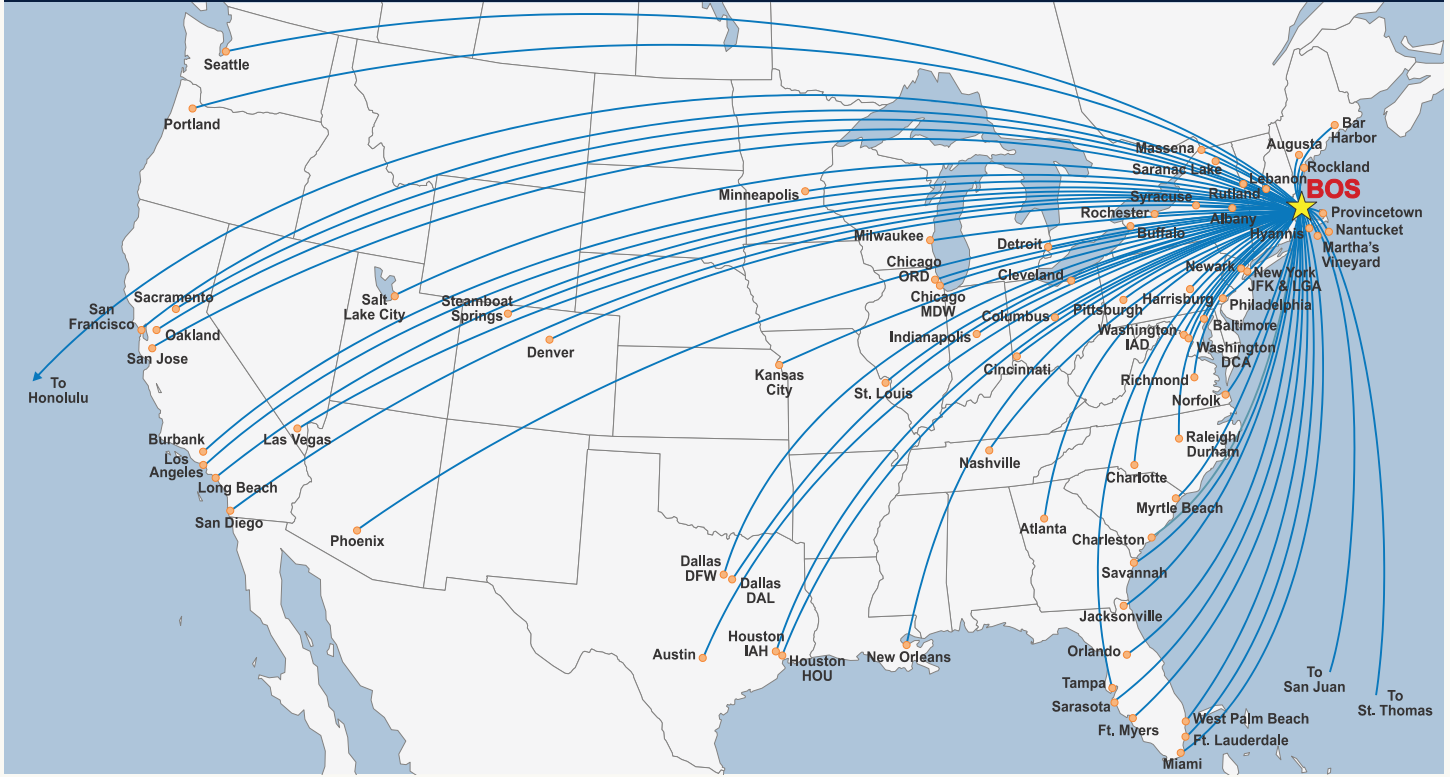 Seattle
Portland
Bar
Harbor
Augusta
Massena
Saranac Lake
Rockland
Lebanon
BOS
Rutland
Minneapolis
Syracuse
Rochester
Albany
Provincetown
Buffalo
Hyannis
Nantucket
Milwaukee
Detroit
Martha's
Vineyard
Chicago
ORD
Cleveland
Newark
New York
JFK & LGA
Chicago
MDW
Harrisburg
Philadelphia
Sacramento
San
Francisco
Oakland
San Jose
Salt
Lake City
Steamboat
Springs
Denver
Columbus
Pittsburgh
Baltimore
Indianapolis
Washington
IAD
Washington
DCA
Cincinnati
Kansas
City
St. Louis
Richmond
Norfolk
To
Honolulu
Burbank
Las Vegas
Los
Angeles
Long Beach
San Diego
Phoenix
Raleigh/
Durham
Nashville
Charlotte
Myrtle Beach
Atlanta
Charleston
Savannah
Dallas
DFW
Dallas
DAL
Jacksonville
Austin
Houston
IAH
Houston
HOU
New Orleans
Orlando
Tampa
Sarasota
Ft. Myers
West Palm Beach
Ft. Lauderdale
Miami
To
San Juan
To
St. Thomas